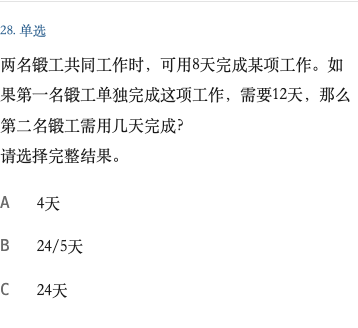 28. 单选
两名锻工共同工作时，可用8天完成某项工作。如
果第一名锻工单独完成这项工作，需要12天，那么
第二名锻工需用几天完成？
请选择完整结果。
A 4天
B 24/5天
C 24天